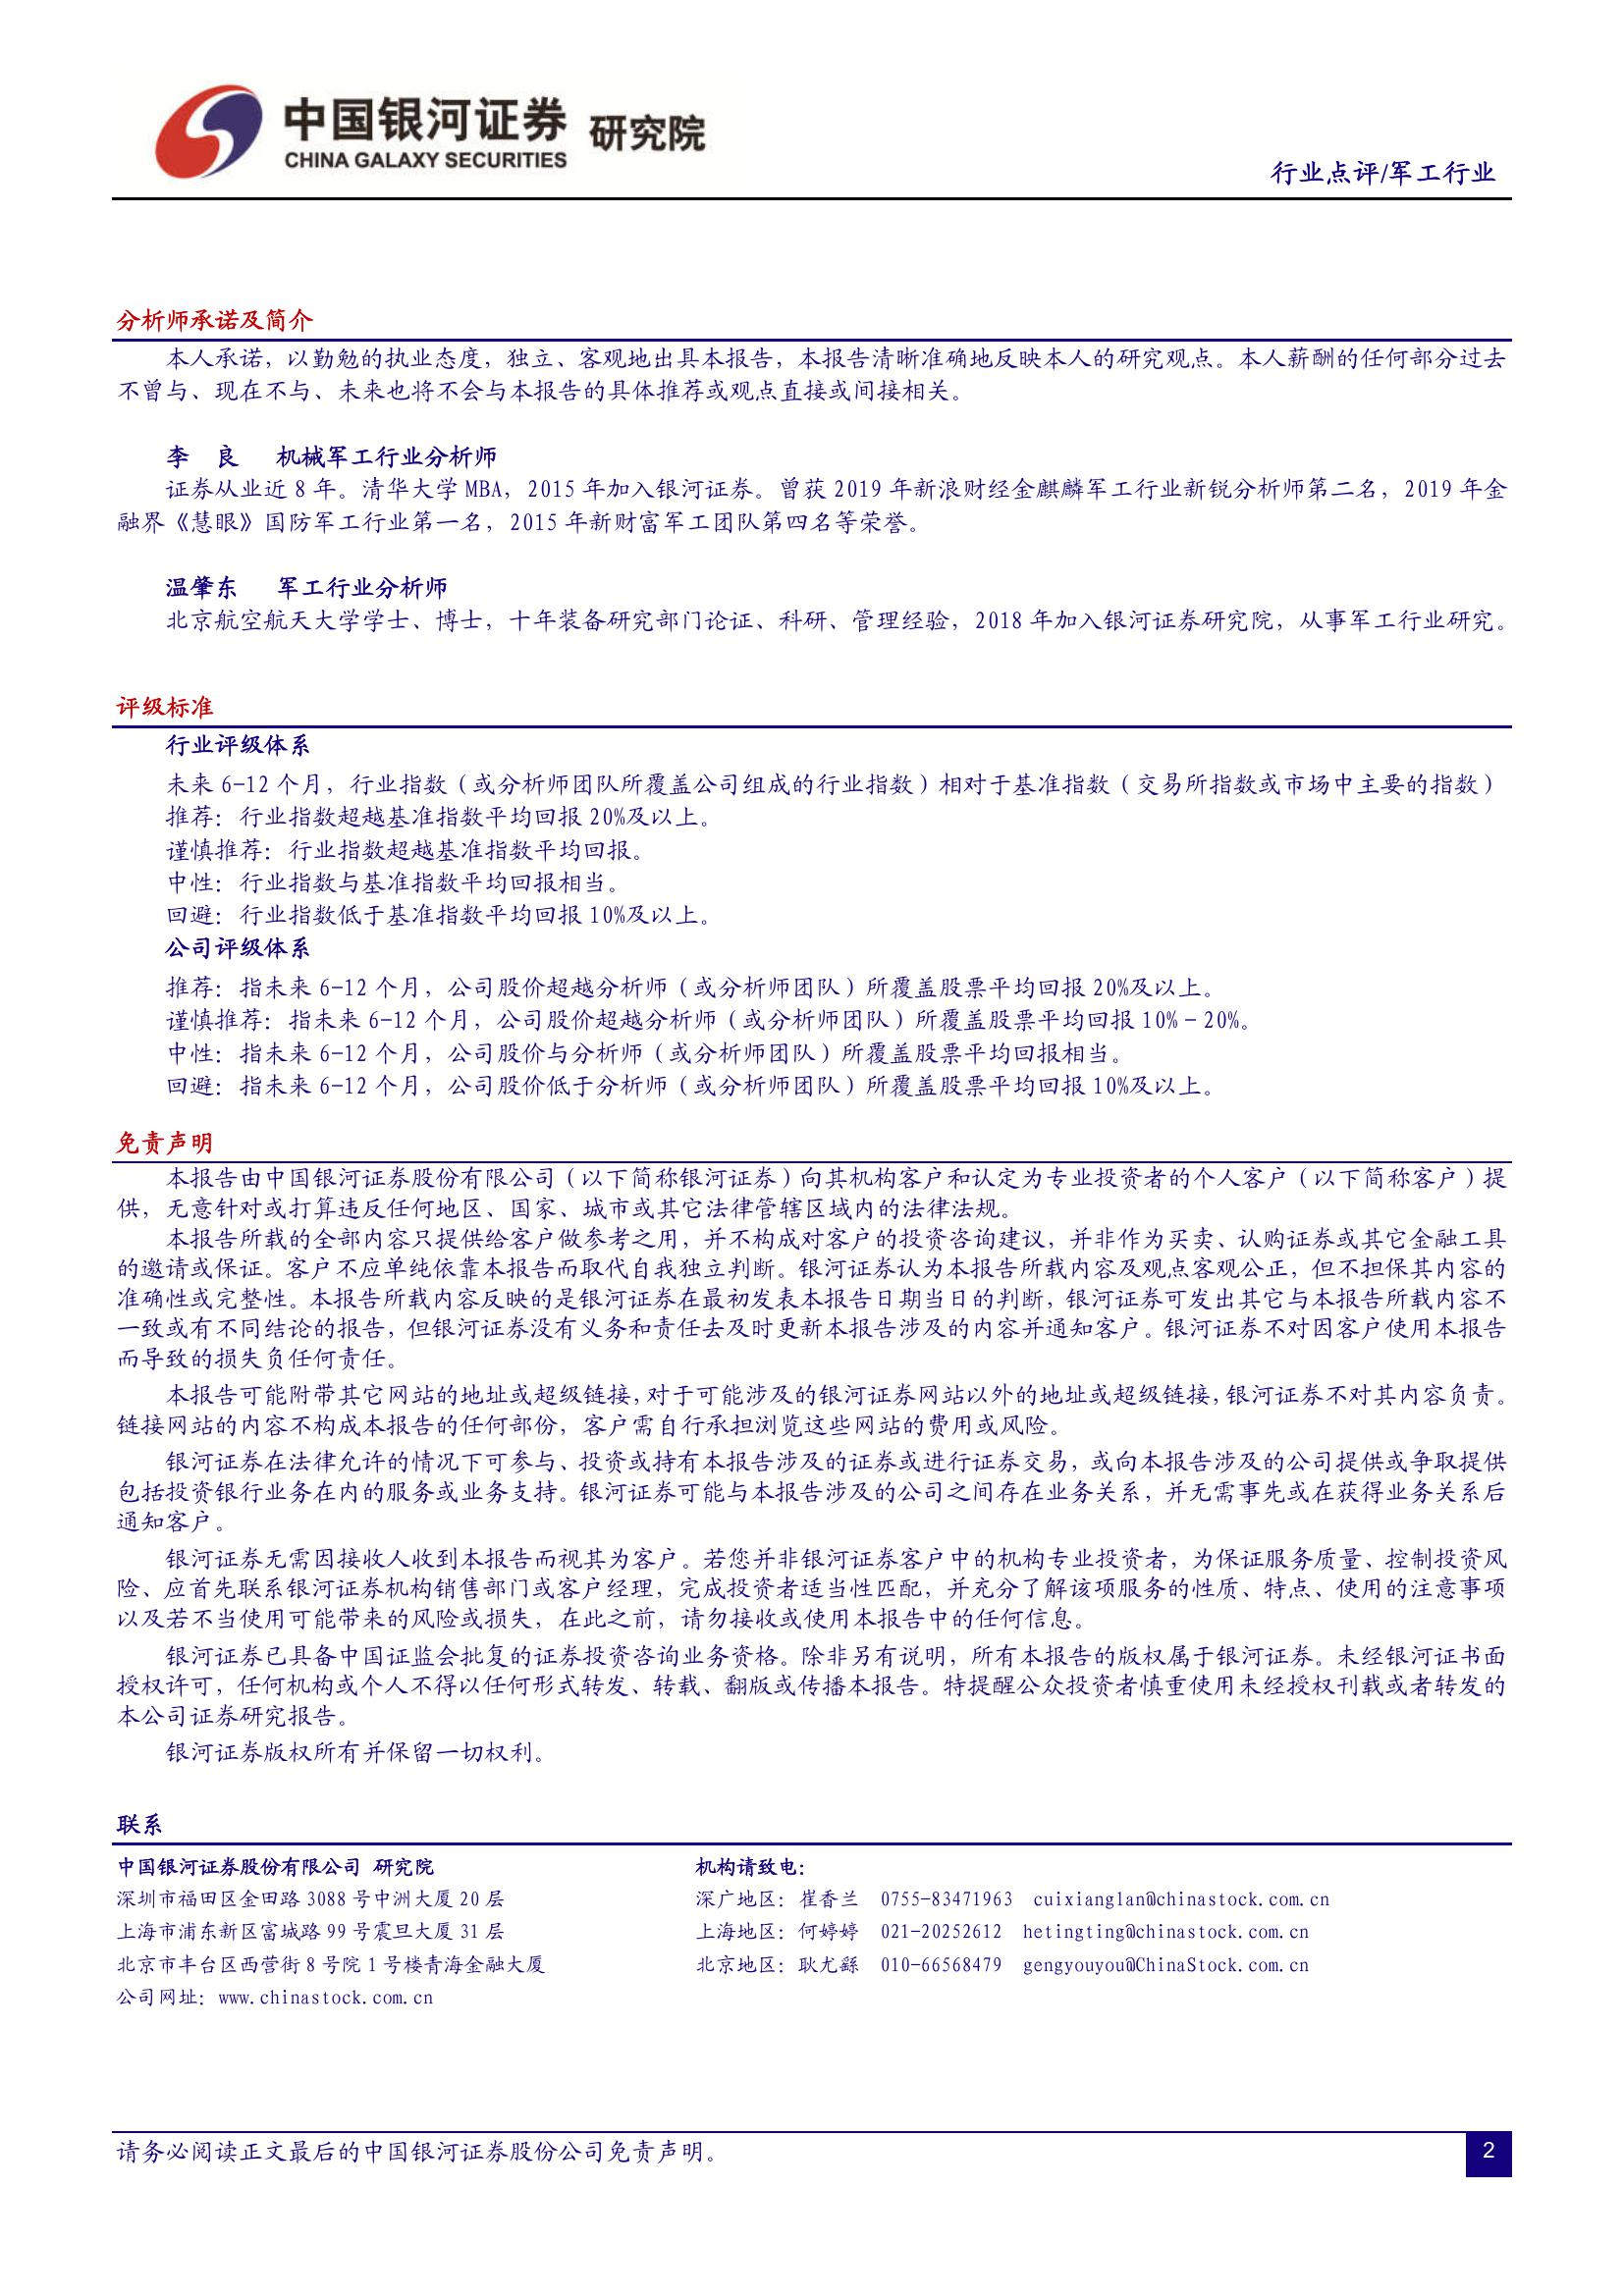 中国银河证券 研究院
CHINA GALAXY SECURITIES
行业点评/军工行业
分析师承诺及简介
本人承诺，以勤勉的执业态度，独立、客观地出具本报告，本报告清晰准确地反映本人的研究观点。本人薪酬的任何部分过去
不曾与、现在不与、未来也将不会与本报告的具体推荐或观点直接或间接相关。
李 良 机械军工行业分析师
证券从业近 8 年。清华大学 MBA，2015 年加入银河证券。曾获 2019 年新浪财经金麒麟军工行业新锐分析师第二名，2019 年金
融界《慧眼》国防军工行业第一名，2015 年新财富军工团队第四名等荣誉。
温肇东 军工行业分析师
北京航空航天大学学士、博士，十年装备研究部门论证、科研、管理经验，2018 年加入银河证券研究院，从事军工行业研究。
评级标准
行业评级体系
未来 6-12 个月，行业指数（或分析师团队所覆盖公司组成的行业指数）相对于基准指数（交易所指数或市场中主要的指数）
推荐：行业指数超越基准指数平均回报 20%及以上。
谨慎推荐：行业指数超越基准指数平均回报。
中性：行业指数与基准指数平均回报相当。
回避：行业指数低于基准指数平均回报 10%及以上。
公司评级体系
推荐：指未来 6-12 个月，公司股价超越分析师（或分析师团队）所覆盖股票平均回报 20%及以上。
谨慎推荐：指未来 6-12 个月，公司股价超越分析师（或分析师团队）所覆盖股票平均回报 10%－20%。
中性：指未来 6-12 个月，公司股价与分析师（或分析师团队）所覆盖股票平均回报相当。
回避：指未来 6-12 个月，公司股价低于分析师（或分析师团队）所覆盖股票平均回报 10%及以上。
免责声明
本报告由中国银河证券股份有限公司（以下简称银河证券）向其机构客户和认定为专业投资者的个人客户（以下简称客户）提
供，无意针对或打算违反任何地区、国家、城市或其它法律管辖区域内的法律法规。
本报告所载的全部内容只提供给客户做参考之用，并不构成对客户的投资咨询建议，并非作为买卖、认购证券或其它金融工具
的邀请或保证。客户不应单纯依靠本报告而取代自我独立判断。银河证券认为本报告所载内容及观点客观公正，但不担保其内容的
准确性或完整性。本报告所载内容反映的是银河证券在最初发表本报告日期当日的判断，银河证券可发出其它与本报告所载内容不
一致或有不同结论的报告，但银河证券没有义务和责任去及时更新本报告涉及的内容并通知客户。银河证券不对因客户使用本报告
而导致的损失负任何责任。
本报告可能附带其它网站的地址或超级链接，对于可能涉及的银河证券网站以外的地址或超级链接，银河证券不对其内容负责。
链接网站的内容不构成本报告的任何部份，客户需自行承担浏览这些网站的费用或风险。
银河证券在法律允许的情况下可参与、投资或持有本报告涉及的证券或进行证券交易，或向本报告涉及的公司提供或争取提供
包括投资银行业务在内的服务或业务支持。银河证券可能与本报告涉及的公司之间存在业务关系，并无需事先或在获得业务关系后
通知客户。
银河证券无需因接收人收到本报告而视其为客户。若您并非银河证券客户中的机构专业投资者，为保证服务质量、控制投资风
险、应首先联系银河证券机构销售部门或客户经理，完成投资者适当性匹配，并充分了解该项服务的性质、特点、使用的注意事项
以及若不当使用可能带来的风险或损失，在此之前，请勿接收或使用本报告中的任何信息。
银河证券已具备中国证监会批复的证券投资咨询业务资格。除非另有说明，所有本报告的版权属于银河证券。未经银河证书面
授权许可，任何机构或个人不得以任何形式转发、转载、翻版或传播本报告。特提醒公众投资者慎重使用未经授权刊载或者转发的
本公司证券研究报告。
银河证券版权所有并保留一切权利。
联系
中国银河证券股份有限公司 研究院 机构请致电：
深圳市福田区金田路 3088 号中洲大厦 20 层 深广地区：崔香兰 0755-83471963 cuixianglan@chinastock.com.cn
上海市浦东新区富城路 99 号震旦大厦 31 层 上海地区：何婷婷 021-20252612 hetingting@chinastock.com.cn
北京市丰台区西营街 8 号院 1 号楼青海金融大厦 北京地区：耿尤繇 010-66568479 gengyouyou@ChinaStock.com.cn
公司网址：www.chinastock.com.cn
请务必阅读正文最后的中国银河证券股份公司免责声明。
2